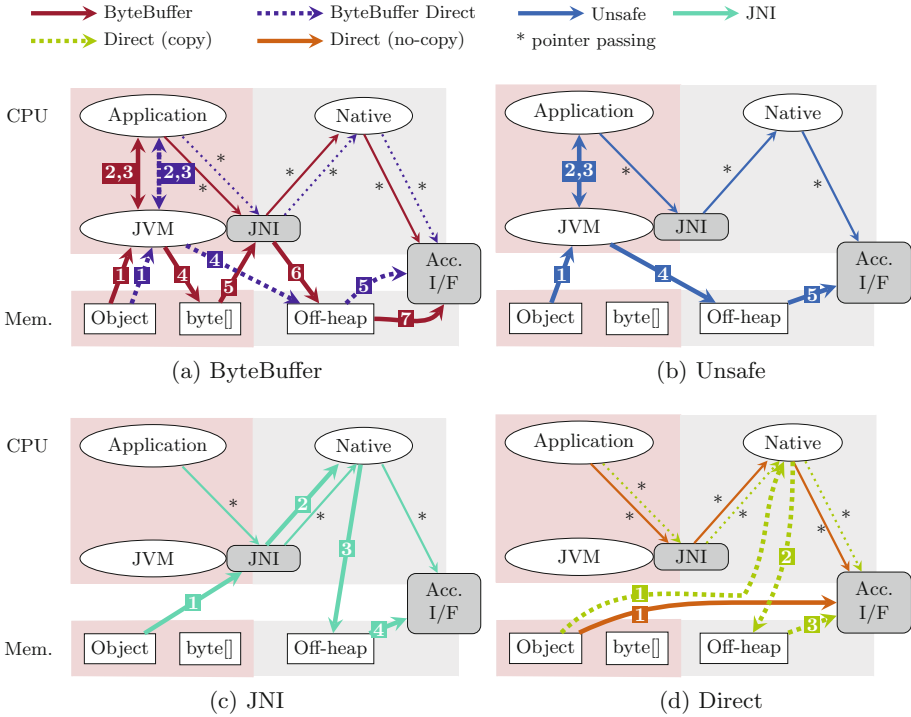 ByteBuffer
ByteBuffer Direct
Unsafe
JNI
Direct (copy)
Direct (no-copy)
* pointer passing
CPU
Application
Native
*
*
*
*
*
*
2,3
2,3
JVM
JNI
Acc.
I/F
1
1
4
4
5
6
5
7
Mem.
Object
byte[]
Off-heap
(a) ByteBuffer
Application
Native
*
*
*
2,3
JVM
JNI
Acc.
I/F
1
4
5
Object
byte[]
Off-heap
(b) Unsafe
CPU
Application
Native
*
*
*
2
3
JVM
JNI
Acc.
I/F
1
4
Mem.
Object
byte[]
Off-heap
(c) JNI
Application
Native
*
*
*
*
*
*
2
JVM
JNI
Acc.
I/F
1
1
3
Object
byte[]
Off-heap
(d) Direct